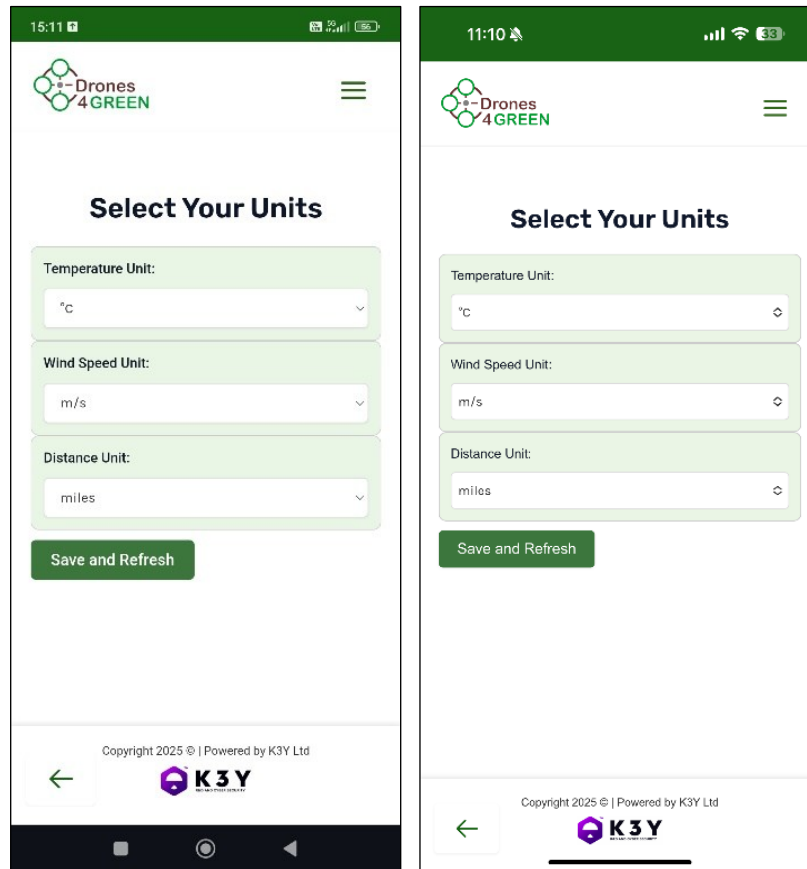 15:11
56
Drones
4GREEN
Select Your Units
Temperature Unit:
°C
Wind Speed Unit:
m/s
Distance Unit:
miles
Save and Refresh
Copyright 2025 © | Powered by K3Y Ltd
K3Y
11:10
33
Drones
4GREEN
Select Your Units
Temperature Unit:
°C
Wind Speed Unit:
m/s
Distance Unit:
miles
Save and Refresh
Copyright 2025 © | Powered by K3Y Ltd
K3Y